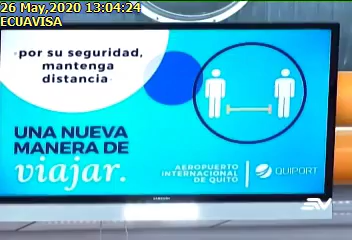 26 May,2020 13:04:24
ECUAVISA
por su seguridad,
mantenga
distancia
UNA NUEVA
MANERA DE
viajar.
AEROPUERTO
INTERNACIONAL
DE QUITO
QUIPORT
SAMSUNG